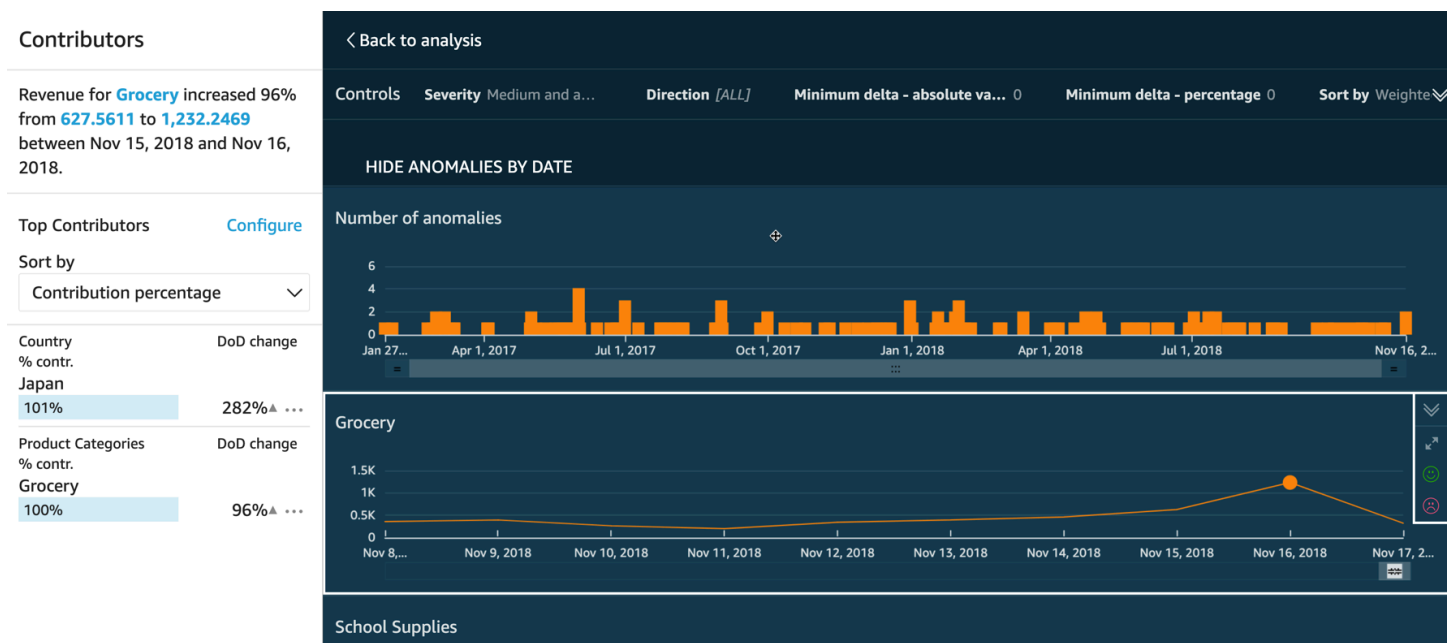 Contributors
Revenue for Grocery increased 96%
from 627.5611 to 1,232.2469
between Nov 15, 2018 and Nov 16,
2018.
Top Contributors Configure
Sort by
Contribution percentage
Country DoD change
% contr.
Japan
101% 282%
Product Categories DoD change
% contr.
Grocery
100% 96%
Back to analysis
Controls Severity Medium and a... Direction [ALL] Minimum delta - absolute va... 0 Minimum delta - percentage 0 Sort by Weighte
HIDE ANOMALIES BY DATE
Number of anomalies
6
4
2
0
Jan 27... Apr 1, 2017 Jul 1, 2017 Oct 1, 2017 Jan 1, 2018 Apr 1, 2018 Jul 1, 2018 Nov 16, 2...
Grocery
1.5K
1K
0.5K
0
Nov 8,... Nov 9, 2018 Nov 10, 2018 Nov 11, 2018 Nov 12, 2018 Nov 13, 2018 Nov 14, 2018 Nov 15, 2018 Nov 16, 2018 Nov 17, 2...
School Supplies